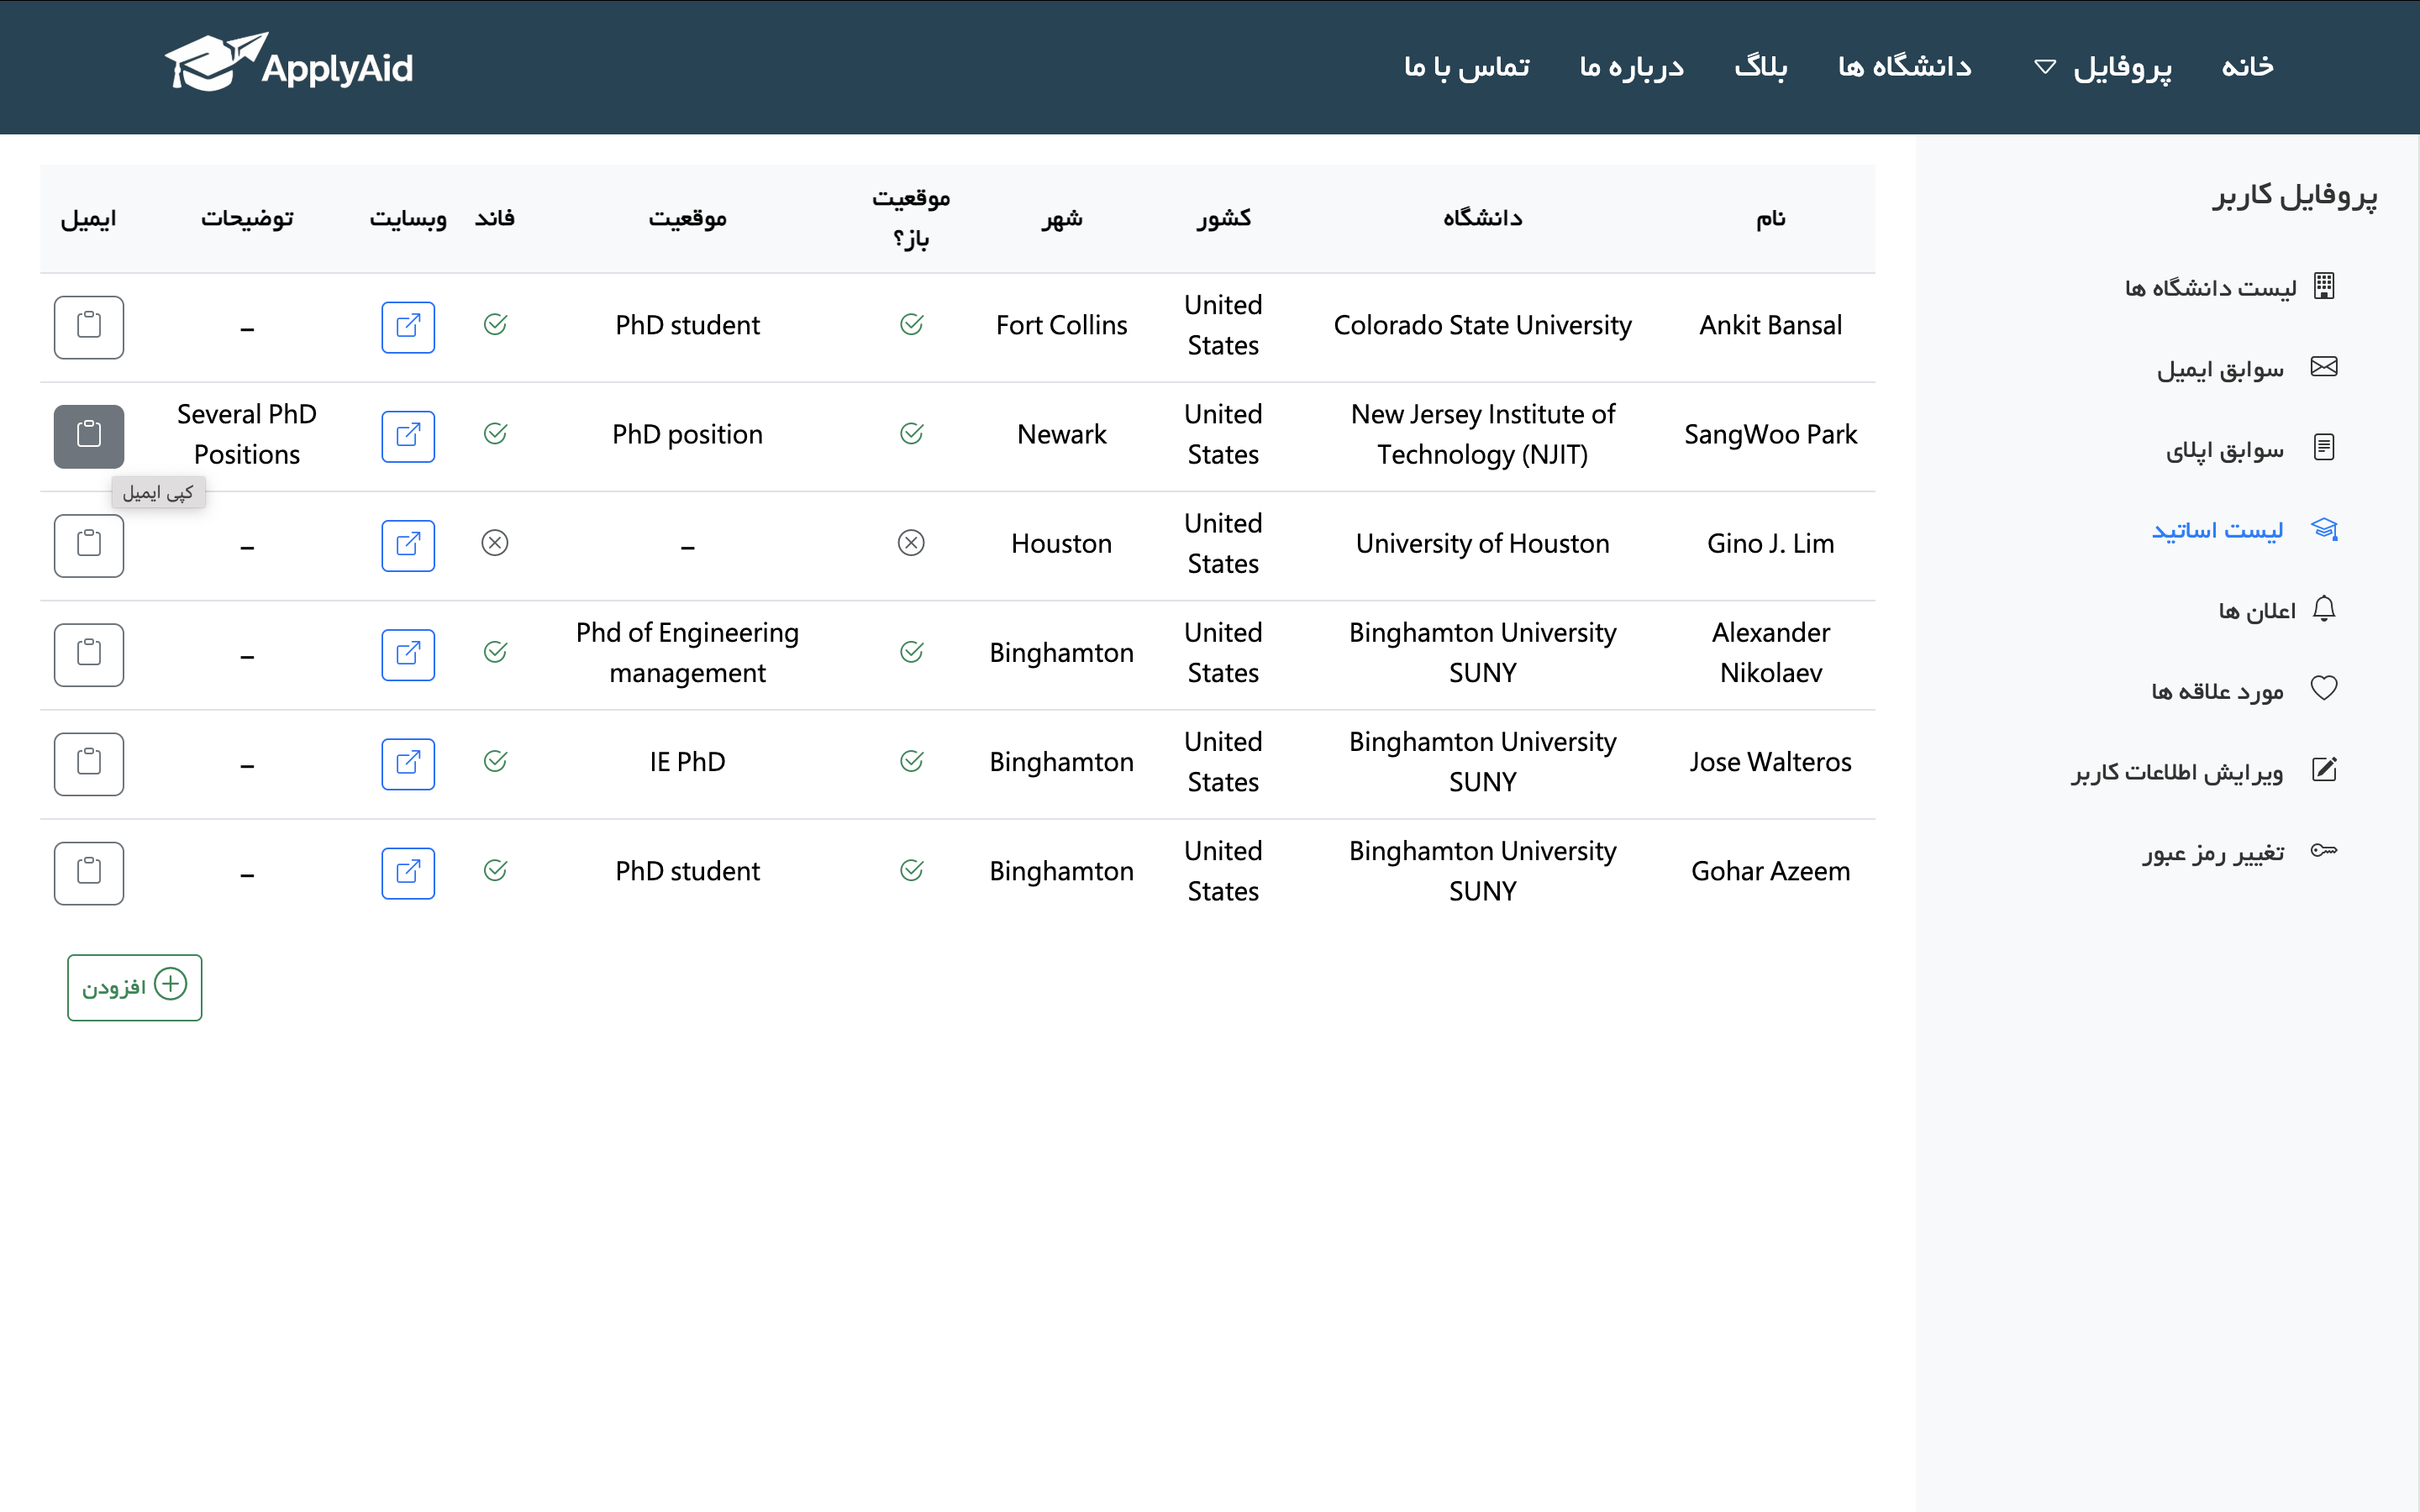 خانه
پروفایل
دانشگاه ها
بلاگ
درباره ما
تماس با ما
ApplyAid
پروفایل کاربر
لیست دانشگاه ها
سوابق ایمیل
سوابق اپلای
لیست اساتید
اعلان ها
مورد علاقه ها
ویرایش اطلاعات کاربر
تغییر رمز عبور
نام
دانشگاه
کشور
شهر
موقعیت
باز؟
موقعیت
فاند
وبسایت
توضیحات
ایمیل
Ankit Bansal
Colorado State University
United
States
Fort Collins
PhD student
–
SangWoo Park
New Jersey Institute of
Technology (NJIT)
United
States
Newark
PhD position
Several PhD
Positions
کپی ایمیل
Gino J. Lim
University of Houston
United
States
Houston
–
–
Alexander
Nikolaev
Binghamton University
SUNY
United
States
Binghamton
Phd of Engineering
management
–
Jose Walteros
Binghamton University
SUNY
United
States
Binghamton
IE PhD
–
Gohar Azeem
Binghamton University
SUNY
United
States
Binghamton
PhD student
–
افزودن